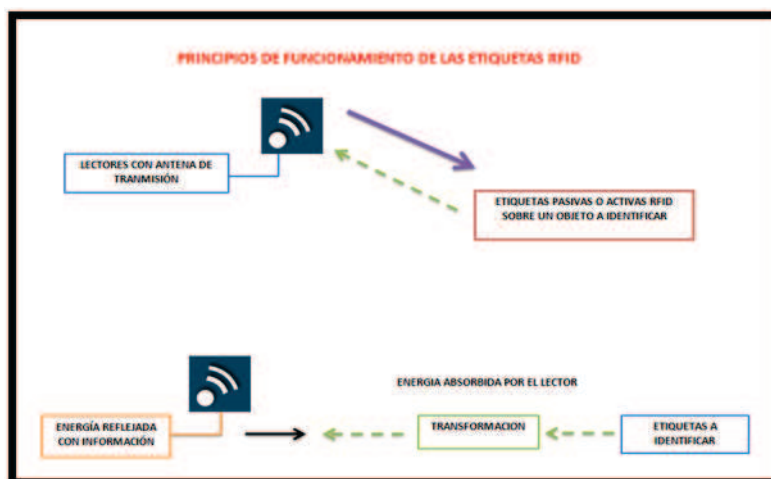 PRINCIPIOS DE FUNCIONAMIENTO DE LAS ETIQUETAS RFID
LECTORES CON ANTENA DE
TRANMISIÓN
ETIQUETAS PASIVAS O ACTIVAS RFID
SOBRE UN OBJETO A IDENTIFICAR
ENERGIA ABSORBIDA POR EL LECTOR
ENERGÍA REFLEJADA
CON INFORMACIÓN
TRANSFORMACION
ETIQUETAS A
IDENTIFICAR